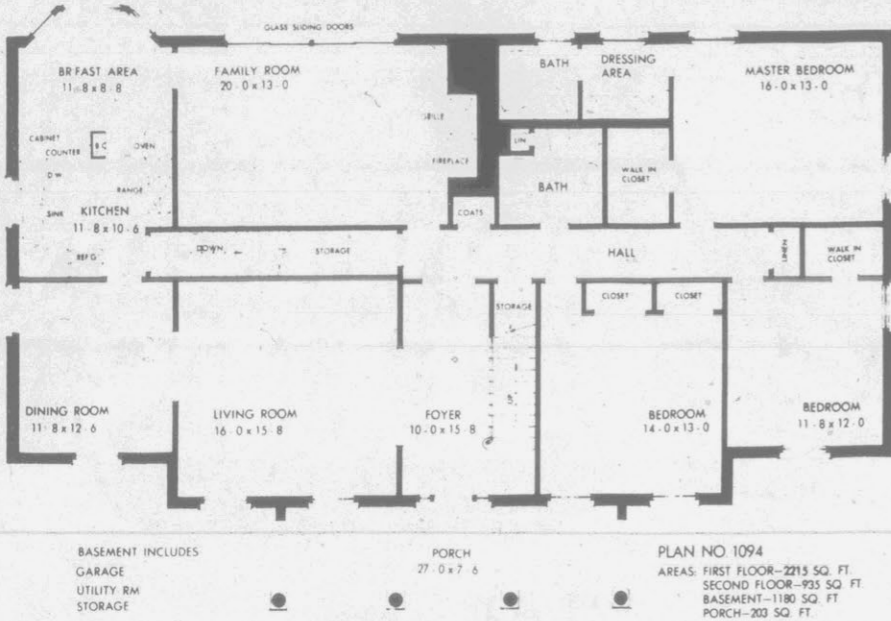 GLASS SLIDING DOORS
BR'FAST AREA
11-8 x 8-8
FAMILY ROOM
20-0 x 13-0
BATH
DRESSING
AREA
MASTER BEDROOM
16-0 x 13-0
GRILLE
CABINET
COUNTER
B C
OVEN
LIN
FIREPLACE
D.W.
RANGE
BATH
WALK IN
CLOSET
SINK
KITCHEN
11-8 x 10-6
COATS
DOWN
STORAGE
HALL
LINEN
WALK IN
CLOSET
REF'G
STORAGE
CLOSET
CLOSET
UP
DINING ROOM
11-8 x 12-6
LIVING ROOM
16-0 x 15-8
FOYER
10-0 x 15-8
BEDROOM
14-0 x 13-0
BEDROOM
11-8 x 12-0
BASEMENT INCLUDES
GARAGE
UTILITY RM
STORAGE
PORCH
27-0 x 7-6
PLAN NO 1094
AREAS: FIRST FLOOR—2215 SQ. FT.
SECOND FLOOR—935 SQ. FT.
BASEMENT—1180 SQ. FT
PORCH—203 SQ. FT.